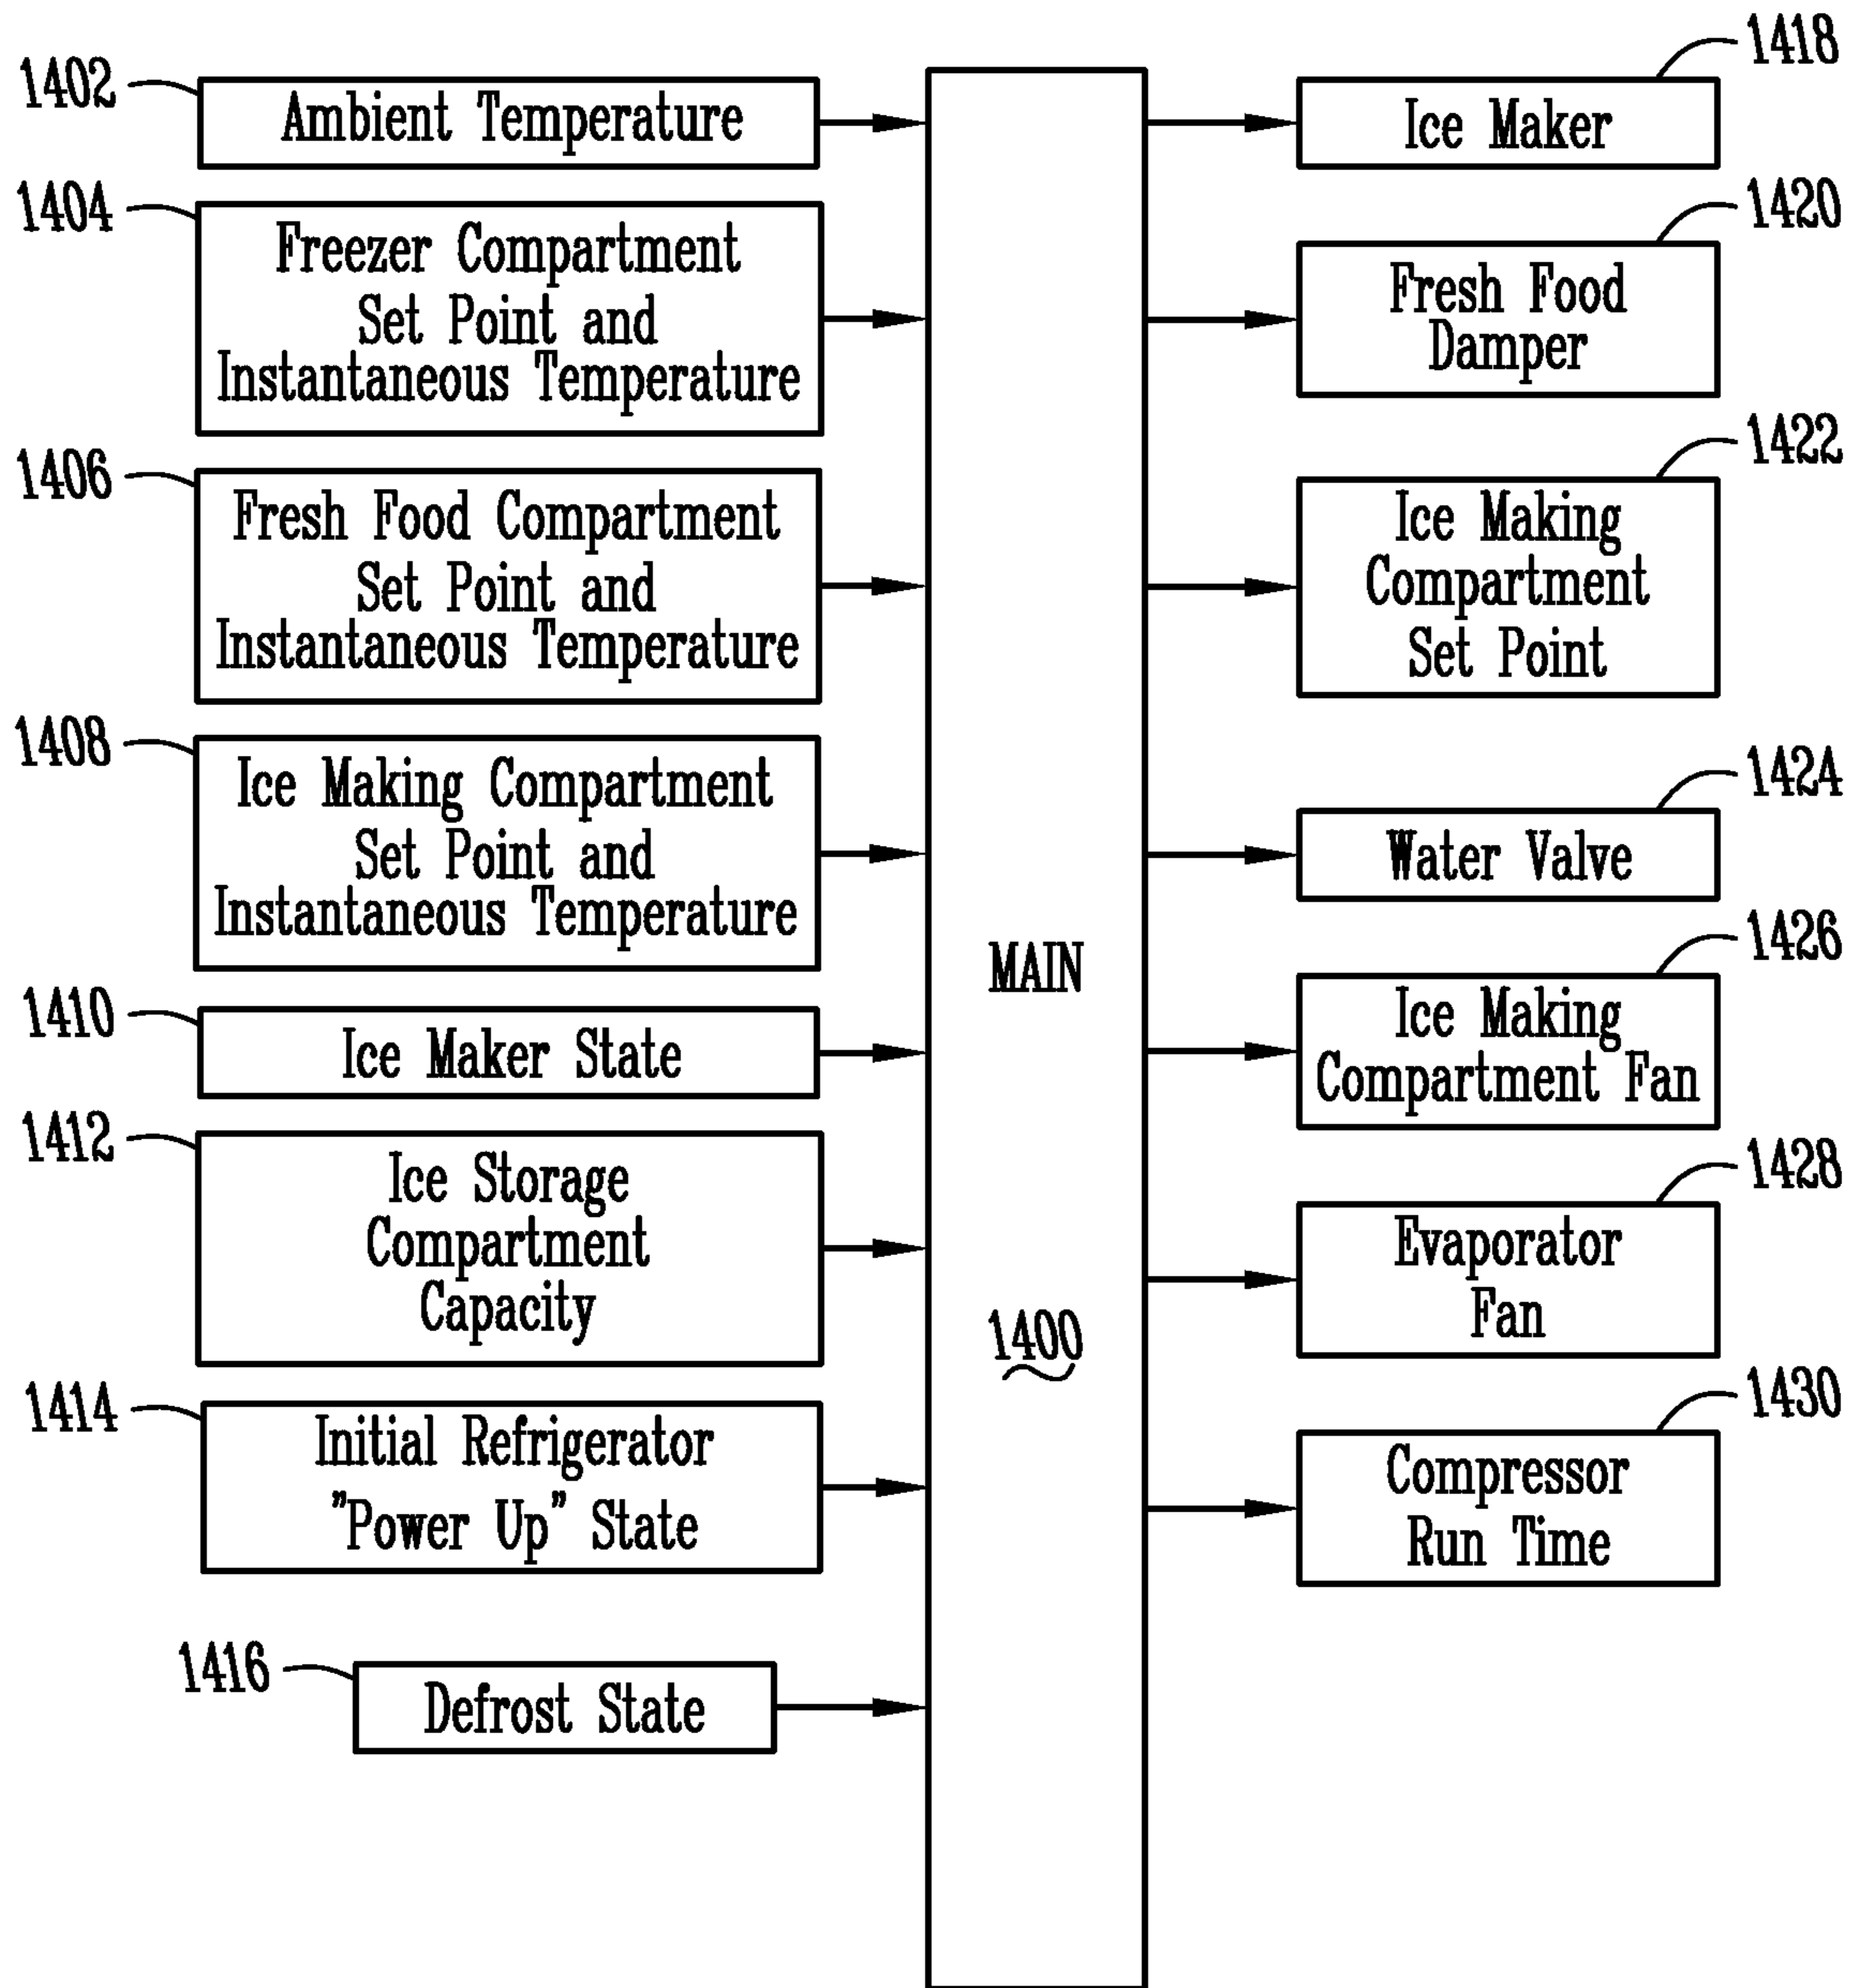 1402
Ambient Temperature
1404
Freezer Compartment
Set Point and
Instantaneous Temperature
1406
Fresh Food Compartment
Set Point and
Instantaneous Temperature
1408
Ice Making Compartment
Set Point and
Instantaneous Temperature
1410
Ice Maker State
1412
Ice Storage
Compartment
Capacity
1414
Initial Refrigerator
"Power Up" State
1416
Defrost State
MAIN
1400
1418
Ice Maker
1420
Fresh Food
Damper
1422
Ice Making
Compartment
Set Point
1424
Water Valve
1426
Ice Making
Compartment Fan
1428
Evaporator
Fan
1430
Compressor
Run Time